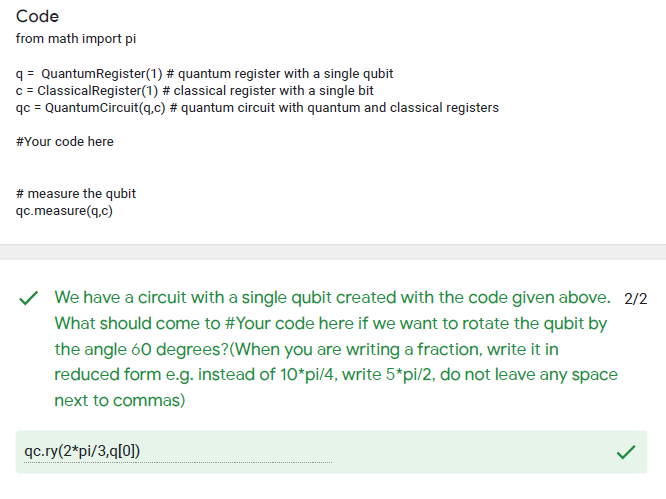 Code
from math import pi
q = QuantumRegister(1) # quantum register with a single qubit
c = ClassicalRegister(1) # classical register with a single bit
qc = QuantumCircuit(q,c) # quantum circuit with quantum and classical registers
#Your code here
# measure the qubit
qc.measure(q,c)
We have a circuit with a single qubit created with the code given above. 2/2
What should come to #Your code here if we want to rotate the qubit by
the angle 60 degrees?(When you are writing a fraction, write it in
reduced form e.g. instead of 10*pi/4, write 5*pi/2, do not leave any space
next to commas)
qc.ry(2*pi/3,q[0])